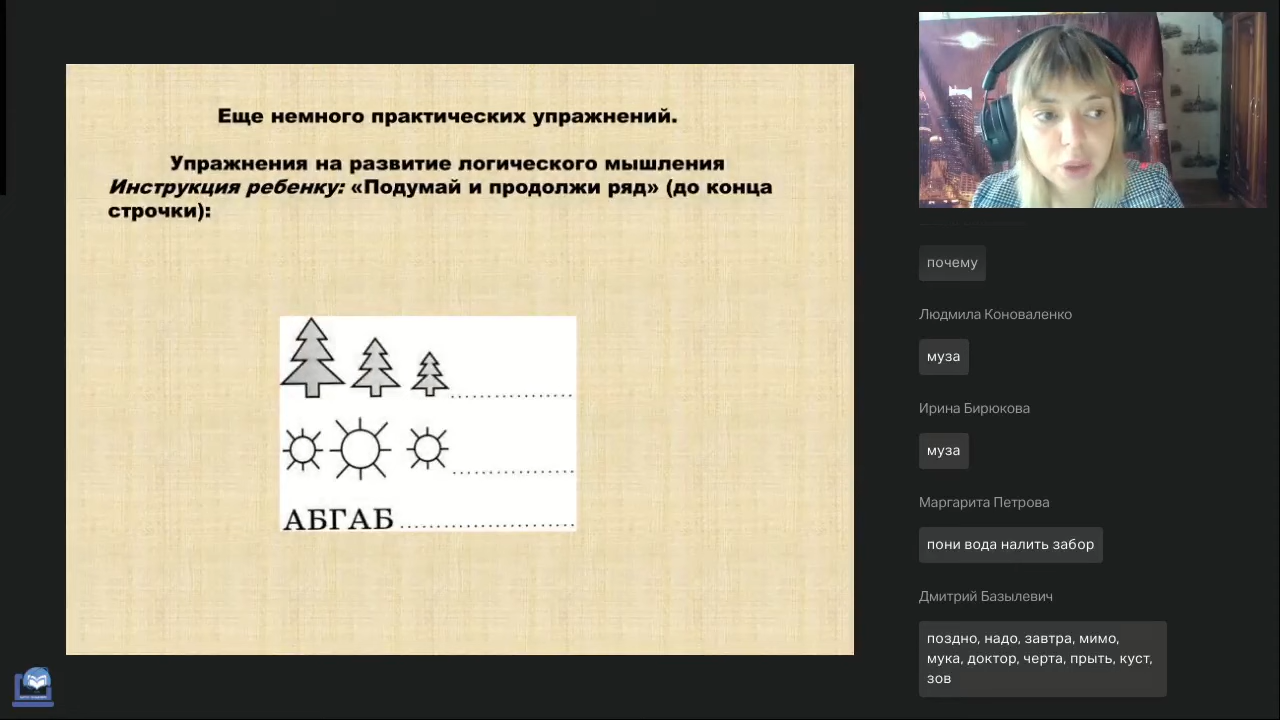 Еще немного практических упражнений.
Упражнения на развитие логического мышления
Инструкция ребенку: «Подумай и продолжи ряд» (до конца
строчки):
АБГАБ
почему
Людмила Коноваленко
муза
Ирина Бирюкова
муза
Маргарита Петрова
пони вода налить забор
Дмитрий Базылевич
поздно, надо, завтра, мимо,
мука, доктор, черта, прыть, куст,
зов